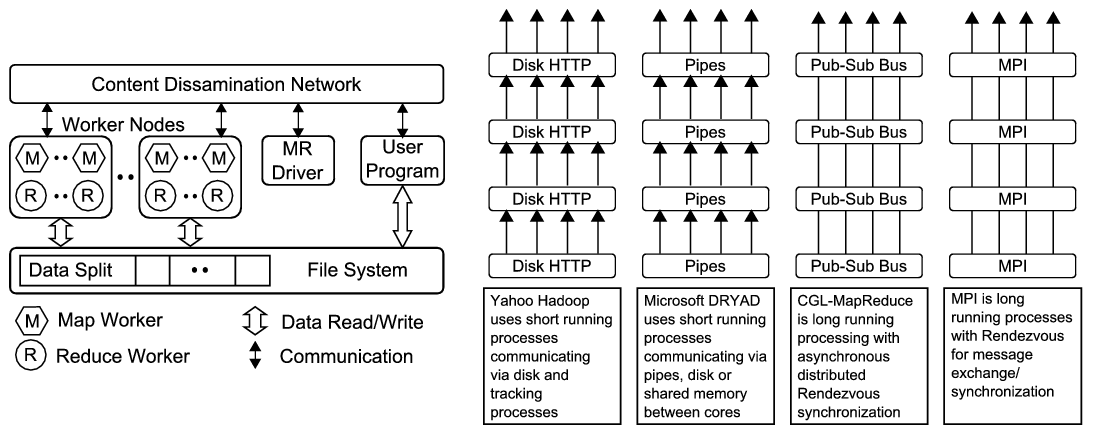 Content Dissamination Network
Worker Nodes
M M M M
R R R R
MR
Driver
User
Program
Data Split
File System
M Map Worker
R Reduce Worker
Data Read/Write
Communication
Disk HTTP
Disk HTTP
Disk HTTP
Disk HTTP
Yahoo Hadoop
uses short running
processes
communicating
via disk and
tracking
processes
Pipes
Pipes
Pipes
Pipes
Microsoft DRYAD
uses short running
processes
communicating via
pipes, disk or
shared memory
between cores
Pub-Sub Bus
Pub-Sub Bus
Pub-Sub Bus
Pub-Sub Bus
CGL-MapReduce
is long running
processing with
asynchronous
distributed
Rendezvous
synchronization
MPI
MPI
MPI
MPI
MPI is long
running processes
with Rendezvous
for message
exchange/
synchronization